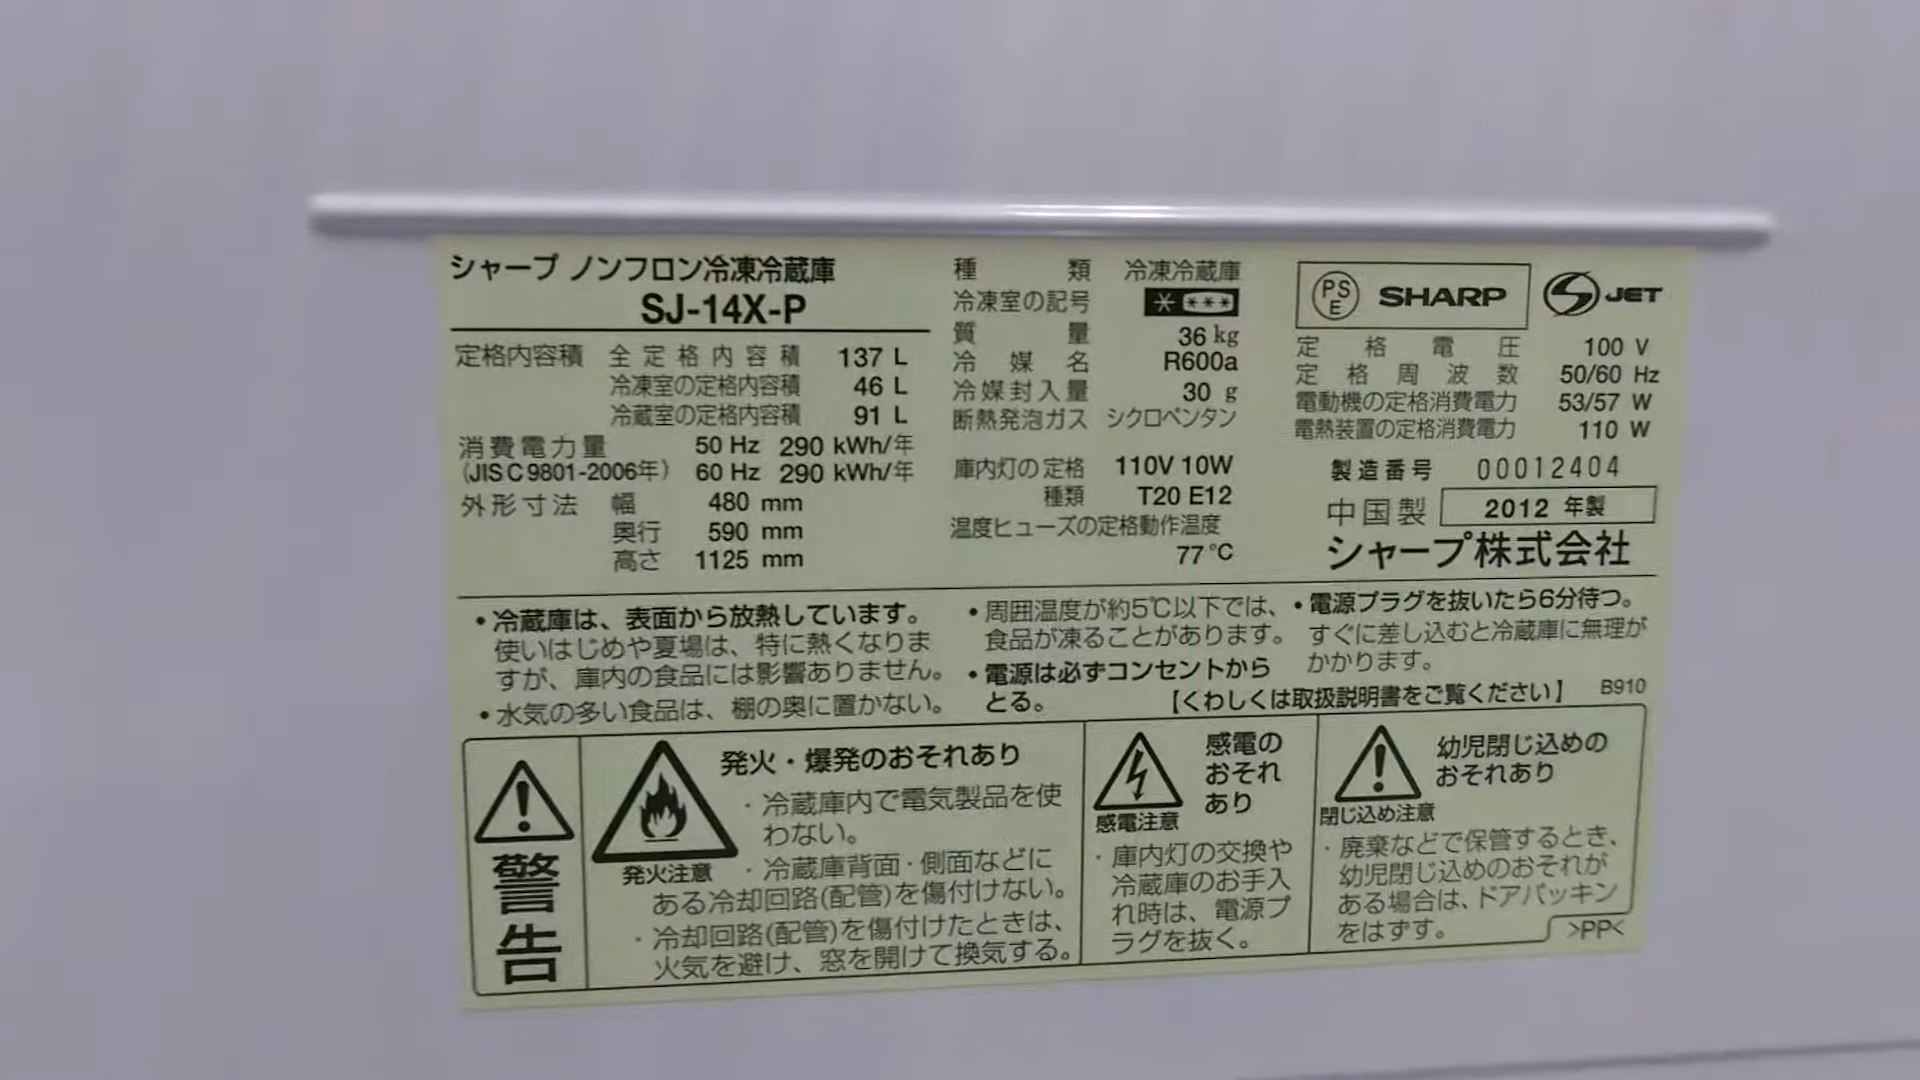 シャープ ノンフロン冷凍冷蔵庫
SJ-14X-P
定格内容積 全定格内容積 137 L
冷凍室の定格内容積 46 L
冷蔵室の定格内容積 91 L
消費電力量 50 Hz 290 kWh/年
(JIS C 9801-2006年) 60 Hz 290 kWh/年
外形寸法 幅 480 mm
奥行 590 mm
高さ 1125 mm
種類 冷凍冷蔵庫
冷凍室の記号 * ***
質量 36 kg
冷媒名 R600a
冷媒封入量 30 g
断熱発泡ガス シクロペンタン
庫内灯の定格 110V 10W
種類 T20 E12
温度ヒューズの定格動作温度
77℃
PSE SHARP JET
定格電圧 100 V
定格周波数 50/60 Hz
電動機の定格消費電力 53/57 W
電熱装置の定格消費電力 110 W
製造番号 00012404
中国製 2012 年製
シャープ株式会社
・冷蔵庫は、表面から放熱しています。
使いはじめや夏場は、特に熱くなりま
すが、庫内の食品には影響ありません。
・水気の多い食品は、棚の奥に置かない。
・周囲温度が約5℃以下では、
食品が凍ることがあります。
・電源は必ずコンセントから
とる。
・電源プラグを抜いたら6分待つ。
すぐに差し込むと冷蔵庫に無理が
かかります。
【くわしくは取扱説明書をご覧ください】 B910
警告
発火注意
発火・爆発のおそれあり
・冷蔵庫内で電気製品を使
わない。
・冷蔵庫背面・側面などに
ある冷却回路(配管)を傷付けない。
・冷却回路(配管)を傷付けたときは、
火気を避け、窓を開けて換気する。
感電注意
感電の
おそれ
あり
・庫内灯の交換や
冷蔵庫のお手入
れ時は、電源プ
ラグを抜く。
閉じ込め注意
幼児閉じ込めの
おそれあり
・廃棄などで保管するとき、
幼児閉じ込めのおそれが
ある場合は、ドアパッキン
をはずす。
>PP<